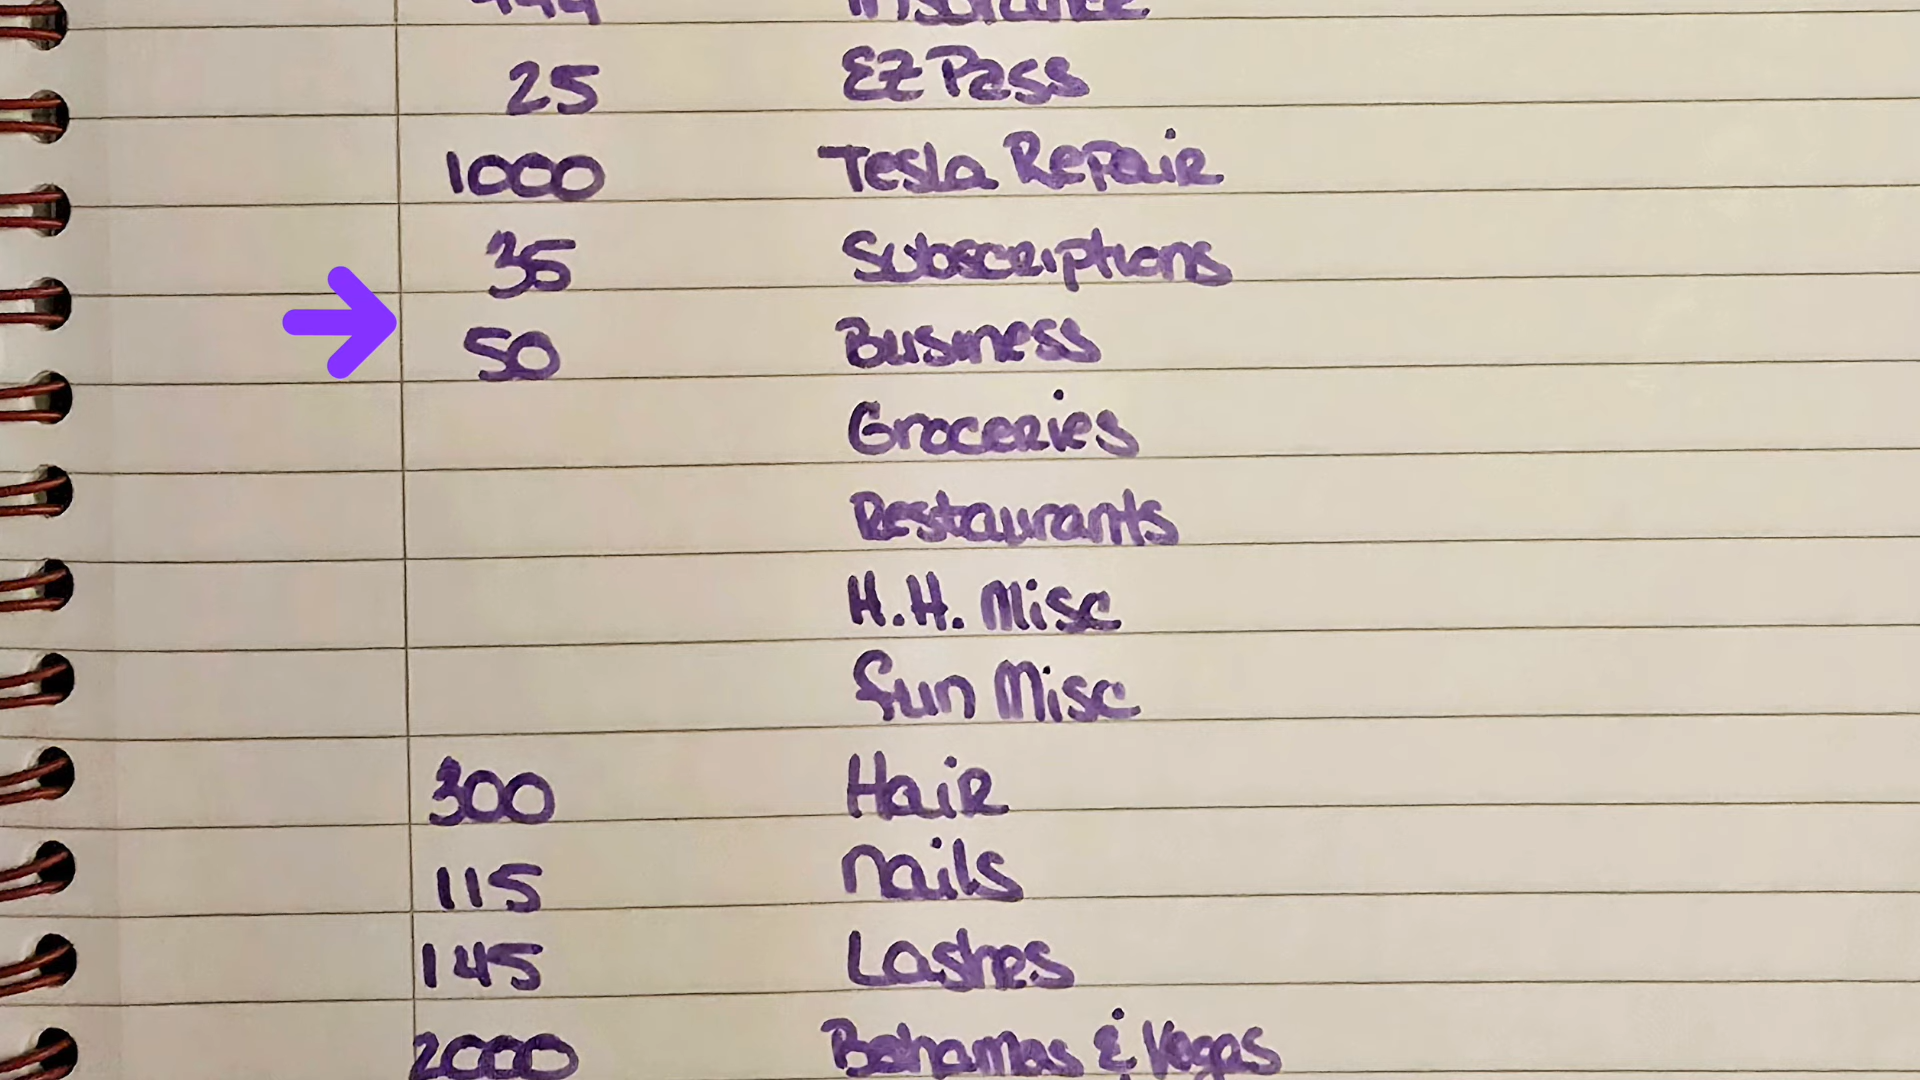 25 EZ Pass
1000 Tesla Repair
35 Subscriptions
50 Business
Groceries
Restaurants
H.H. Misc
Fun Misc
300 Hair
115 Nails
145 Lashes
2000 Bahamas & Vegas